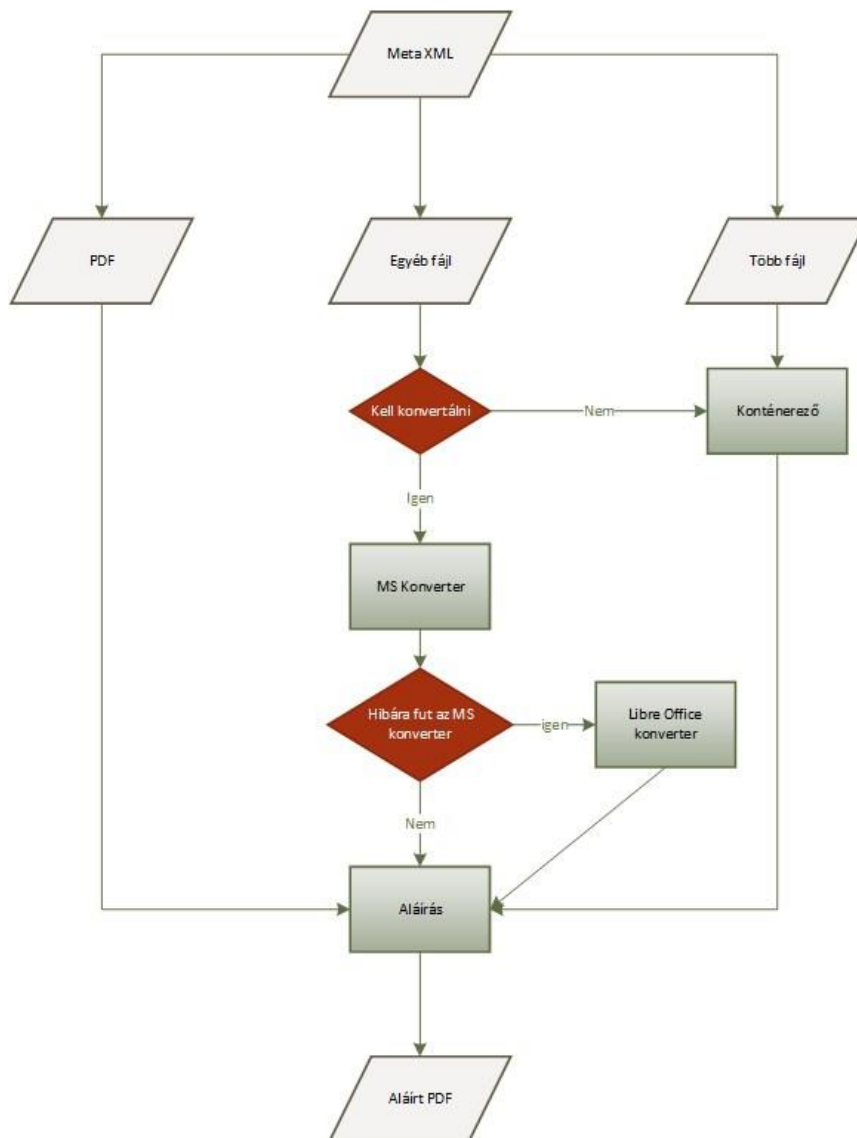 Meta XML
PDF
Egyéb fájl
Több fájl
Kell konvertálni
Nem
Konténerező
Igen
MS Konverter
Hibára fut az MS
konverter
igen
Libre Office
konverter
Nem
Aláírás
Aláírt PDF